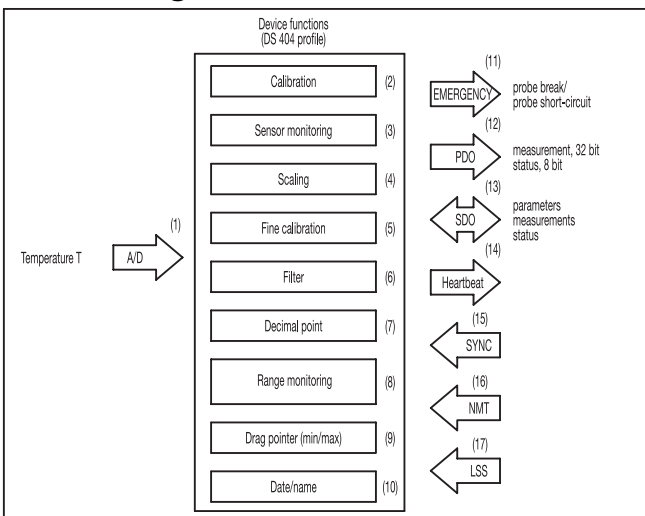 Device functions
(DS 404 profile)
Calibration (2)
Sensor monitoring (3)
Scaling (4)
Fine calibration (5)
Filter (6)
Decimal point (7)
Range monitoring (8)
Drag pointer (min/max) (9)
Date/name (10)
Temperature T
(1)
A/D
(11)
EMERGENCY
probe break/
probe short-circuit
(12)
PDO
measurement, 32 bit
status, 8 bit
(13)
SDO
parameters
measurements
status
(14)
Heartbeat
(15)
SYNC
(16)
NMT
(17)
LSS